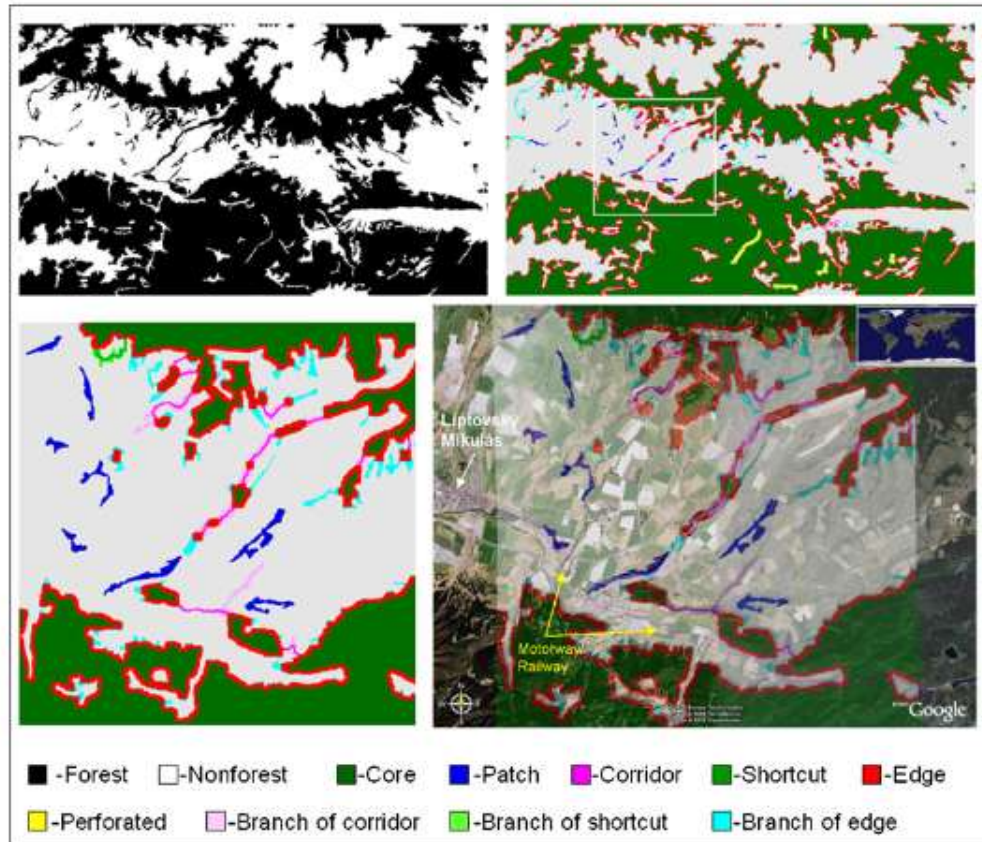 Liptovsky
Mikulas
Motorwaw
Railway
Google
-Forest -Nonforest -Core -Patch -Corridor -Shortcut -Edge
-Perforated -Branch of corridor -Branch of shortcut -Branch of edge